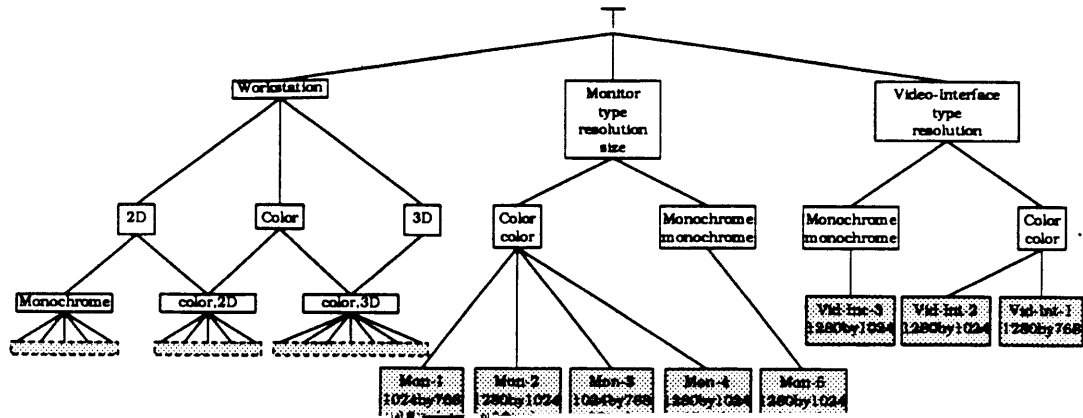 Workstation
Monitor
type
resolution
size
Video-Interface
type
resolution
2D
Color
3D
Color
color
Monochrome
monochrome
Monochrome
monochrome
Color
color
Monochrome
color,2D
color,3D
Vid-Int-3
1280by1024
Vid-Int-2
1280by1024
Vid-Int-1
1280by768
Mon-1
1024by768
Mon-2
1280by1024
Mon-3
1024by768
Mon-4
1280by1024
Mon-5
1280by1024